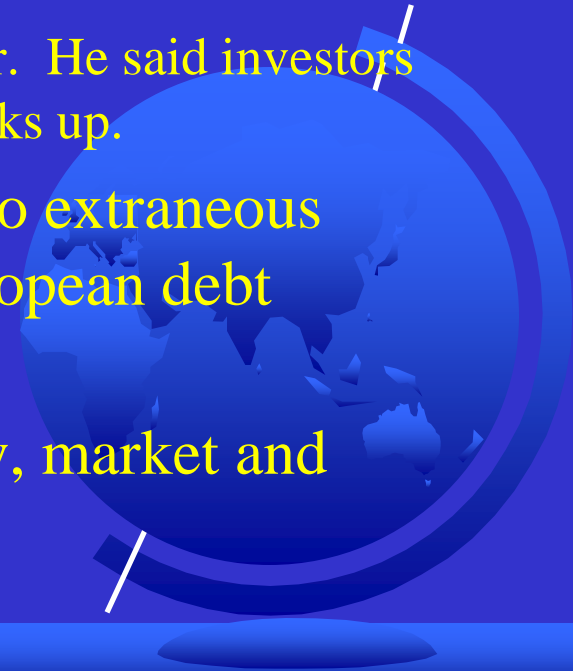 r. He said investors
ks up.
o extraneous
opean debt
, market and